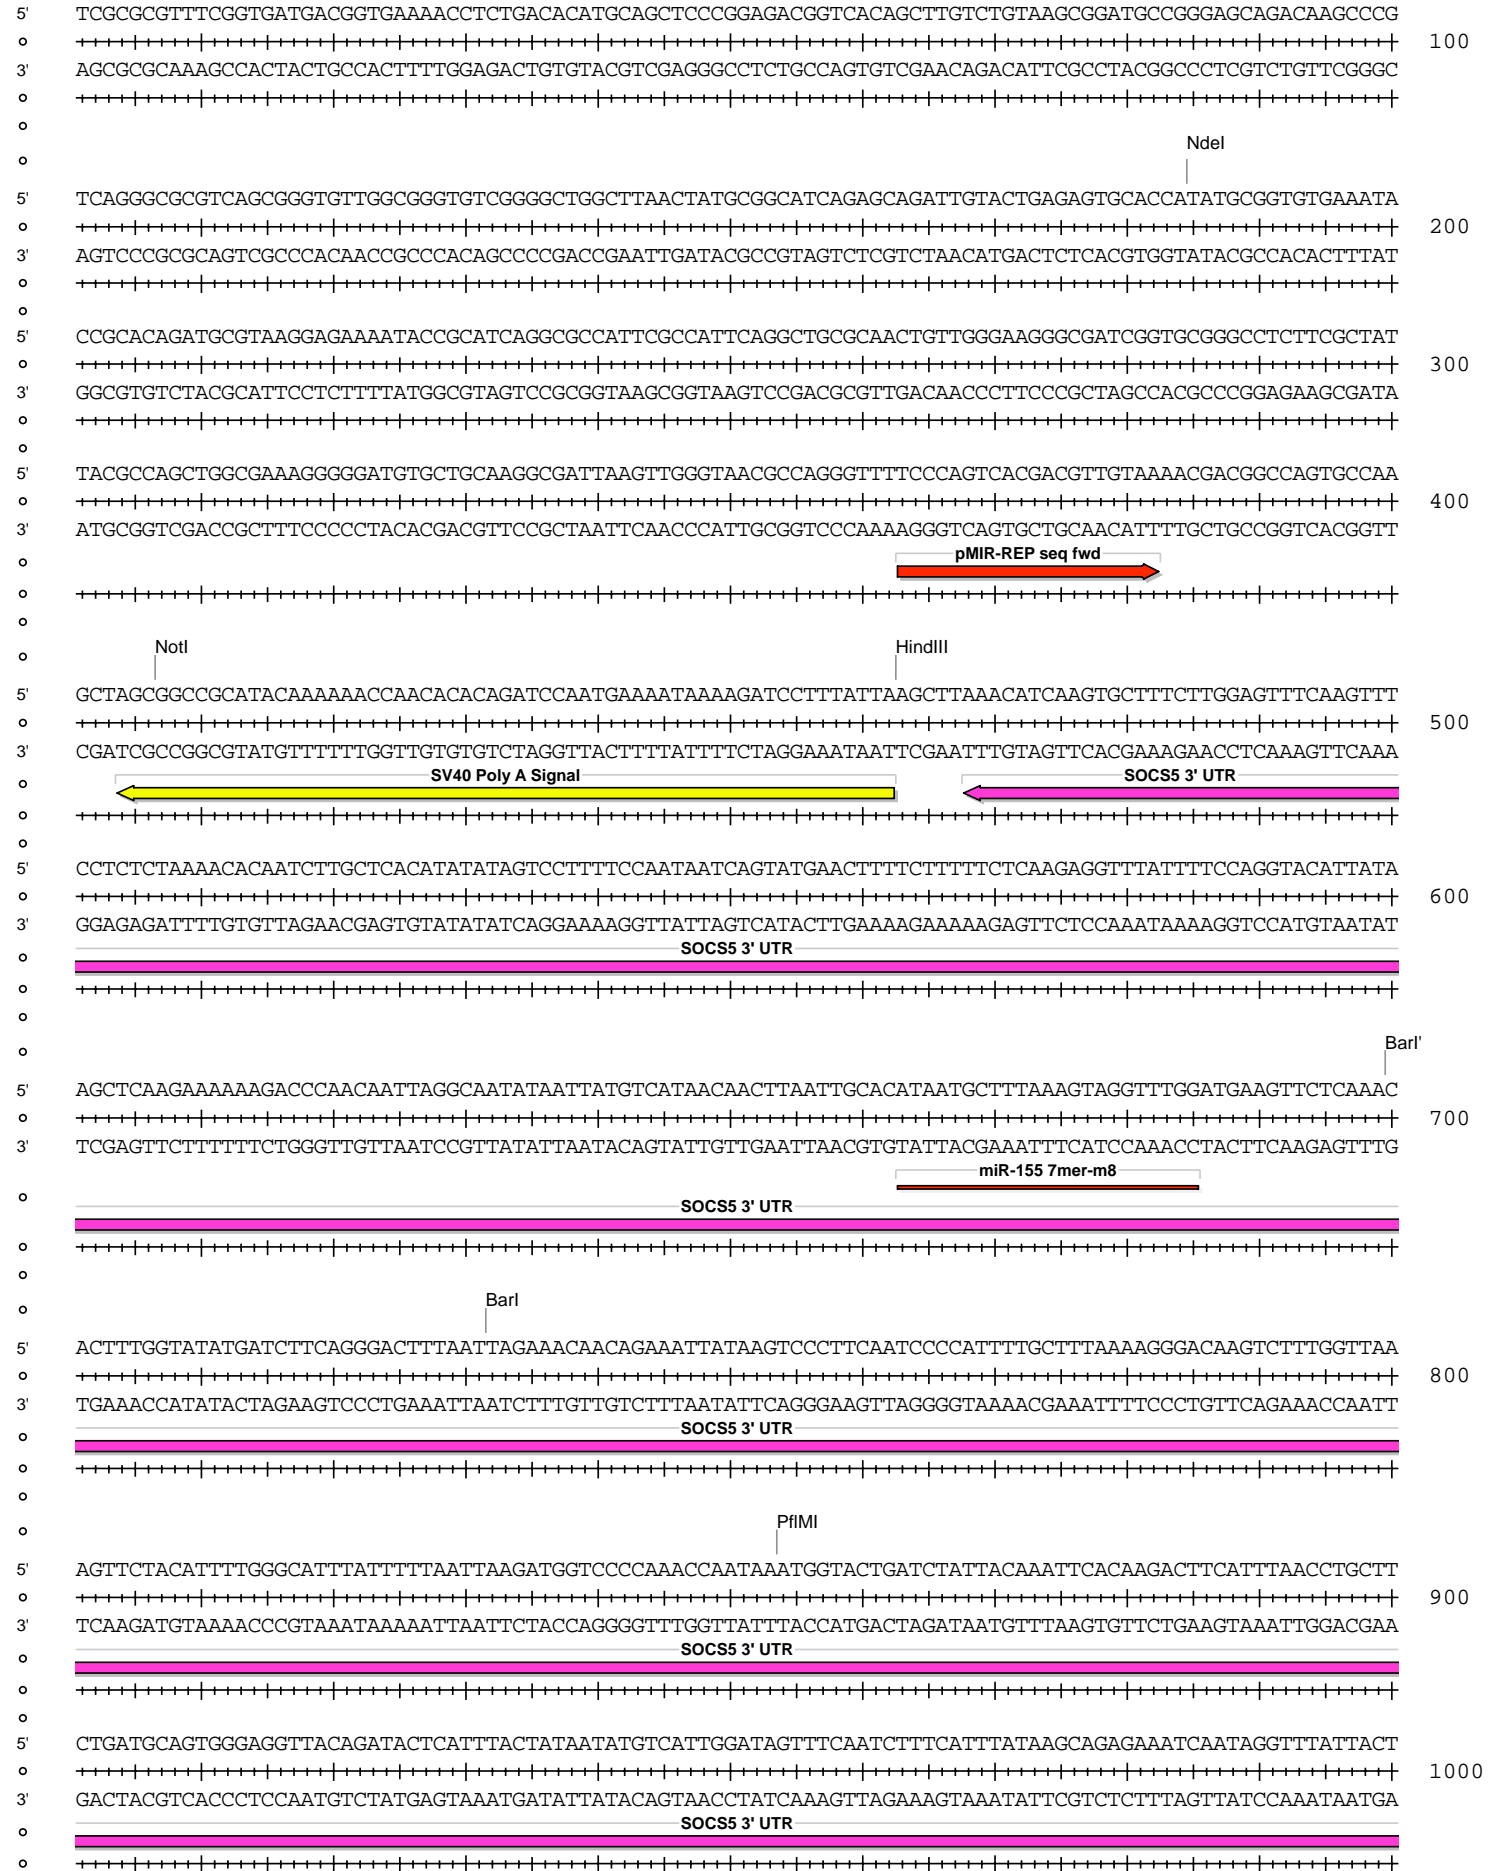 5' TCGCGCGTTTCGGTGATGACGGTGAAAACCTCTGACACATGCAGCTCCCGGAGACGGTCACAGCTTGTCTGTAAGCGGATGCCGGGAGCAGACAAGCCCG
100
3' AGCGCGCAAAGCCACTACTGCCACTTTTGGAGACTGTGTACGTCGAGGGCCTCTGCCAGTGTCGAACAGACATTCGCCTACGGCCCTCGTCTGTTCGGGC
NdeI
5' TCAGGGCGCGTCAGCGGGTGTTGGCGGGTGTCGGGGCTGGCTTAACTATGCGGCATCAGAGCAGATTGTACTGAGAGTGCACCATATGCGGTGTGAAATA
200
3' AGTCCCGCGCAGTCGCCCACAACCGCCCACAGCCCCGACCGAATTGATACGCCGTAGTCTCGTCTAACATGACTCTCACGTGGTATACGCCACACTTTAT
5' CCGCACAGATGCGTAAGGAGAAAATACCGCATCAGGCGCCATTCGCCATTCAGGCTGCGCAACTGTTGGGAAGGGCGATCGGTGCGGGCCTCTTCGCTAT
300
3' GGCGTGTCTACGCATTCCTCTTTTATGGCGTAGTCCGCGGTAAGCGGTAAGTCCGACGCGTTGACAACCCTTCCCGCTAGCCACGCCCGGAGAAGCGATA
5' TACGCCAGCTGGCGAAAGGGGGATGTGCTGCAAGGCGATTAAGTTGGGTAACGCCAGGGTTTTCCCAGTCACGACGTTGTAAAACGACGGCCAGTGCCAA
400
3' ATGCGGTCGACCGCTTTCCCCCTACACGACGTTCCGCTAATTCAACCCATTGCGGTCCCAAAAGGGTCAGTGCTGCAACATTTTGCTGCCGGTCACGGTT
pMIR-REP seq fwd
NotI HindIII
5' GCTAGCGGCCGCATACAAAAAACCAACACACAGATCCAATGAAAATAAAAGATCCTTTATTAAGCTTAAACATCAAGTGCTTTCTTGGAGTTTCAAGTTT
500
3' CGATCGCCGGCGTATGTTTTTTGGTTGTGTGTCTAGGTTACTTTTATTTTCTAGGAAATAATTCGAATTTGTAGTTCACGAAAGAACCTCAAAGTTCAAA
SV40 Poly A Signal SOCS5 3' UTR
5' CCTCTCTAAAACACAATCTTGCTCACATATATAGTCCTTTTCCAATAATCAGTATGAACTTTTCTTTTTCTCAAGAGGTTTATTTTCCAGGTACATTATA
600
3' GGAGAGATTTTGTGTTAGAACGAGTGTATATATCAGGAAAAGGTTATTAGTCATACTTGAAAAGAAAAAGAGTTCTCCAAATAAAAGGTCCATGTAATAT
SOCS5 3' UTR
BarI'
5' AGCTCAAGAAAAAAGACCCAACAATTAGGCAATATAATTATGTCATAACAACTTAATTGCACATAATGCTTTAAAGTAGGTTTGGATGAAGTTCTCAAAC
700
3' TCGAGTTCTTTTTTCTGGGTTGTTAATCCGTTATATTAATACAGTATTGTTGAATTAACGTGTATTACGAAATTTCATCCAAACCTACTTCAAGAGTTTG
miR-155 7mer-m8
SOCS5 3' UTR
BarI
5' ACTTTGGTATATGATCTTCAGGGACTTTAATTAGAAACAACAGAAATTATAAGTCCCTTCAATCCCCATTTTGCTTTAAAAGGGACAAGTCTTTGGTTAA
800
3' TGAAACCATATACTAGAAGTCCCTGAAATTAATCTTTGTTGTCTTTAATATTCAGGGAAGTTAGGGGTAAAACGAAATTTTCCCTGTTCAGAAACCAATT
SOCS5 3' UTR
PflMI
5' AGTTCTACATTTTGGGCATTTATTTTTAATTAAGATGGTCCCCAAACCAATAAATGGTACTGATCTATTACAAATTCACAAGACTTCATTTAACCTGCTT
900
3' TCAAGATGTAAAACCCGTAAATAAAAATTAATTCTACCAGGGGTTTGGTTATTTACCATGACTAGATAATGTTTAAGTGTTCTGAAGTAAATTGGACGAA
SOCS5 3' UTR
5' CTGATGCAGTGGGAGGTTACAGATACTCATTTACTATAATATGTCATTGGATAGTTTCAATCTTTCATTTATAAGCAGAGAAATCAATAGGTTTATTACT
1000
3' GACTACGTCACCCTCCAATGTCTATGAGTAAATGATATTATACAGTAACCTATCAAAGTTAGAAAGTAAATATTCGTCTCTTTAGTTATCCAAATAATGA
SOCS5 3' UTR